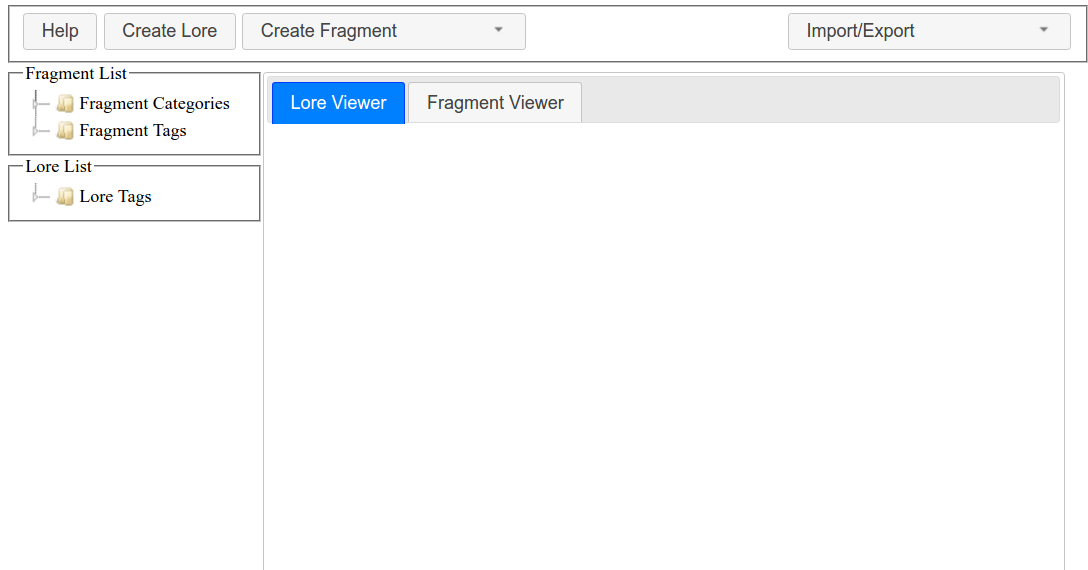 Help Create Lore Create Fragment Import/Export
Fragment List
Fragment Categories
Fragment Tags
Lore List
Lore Tags
Lore Viewer Fragment Viewer